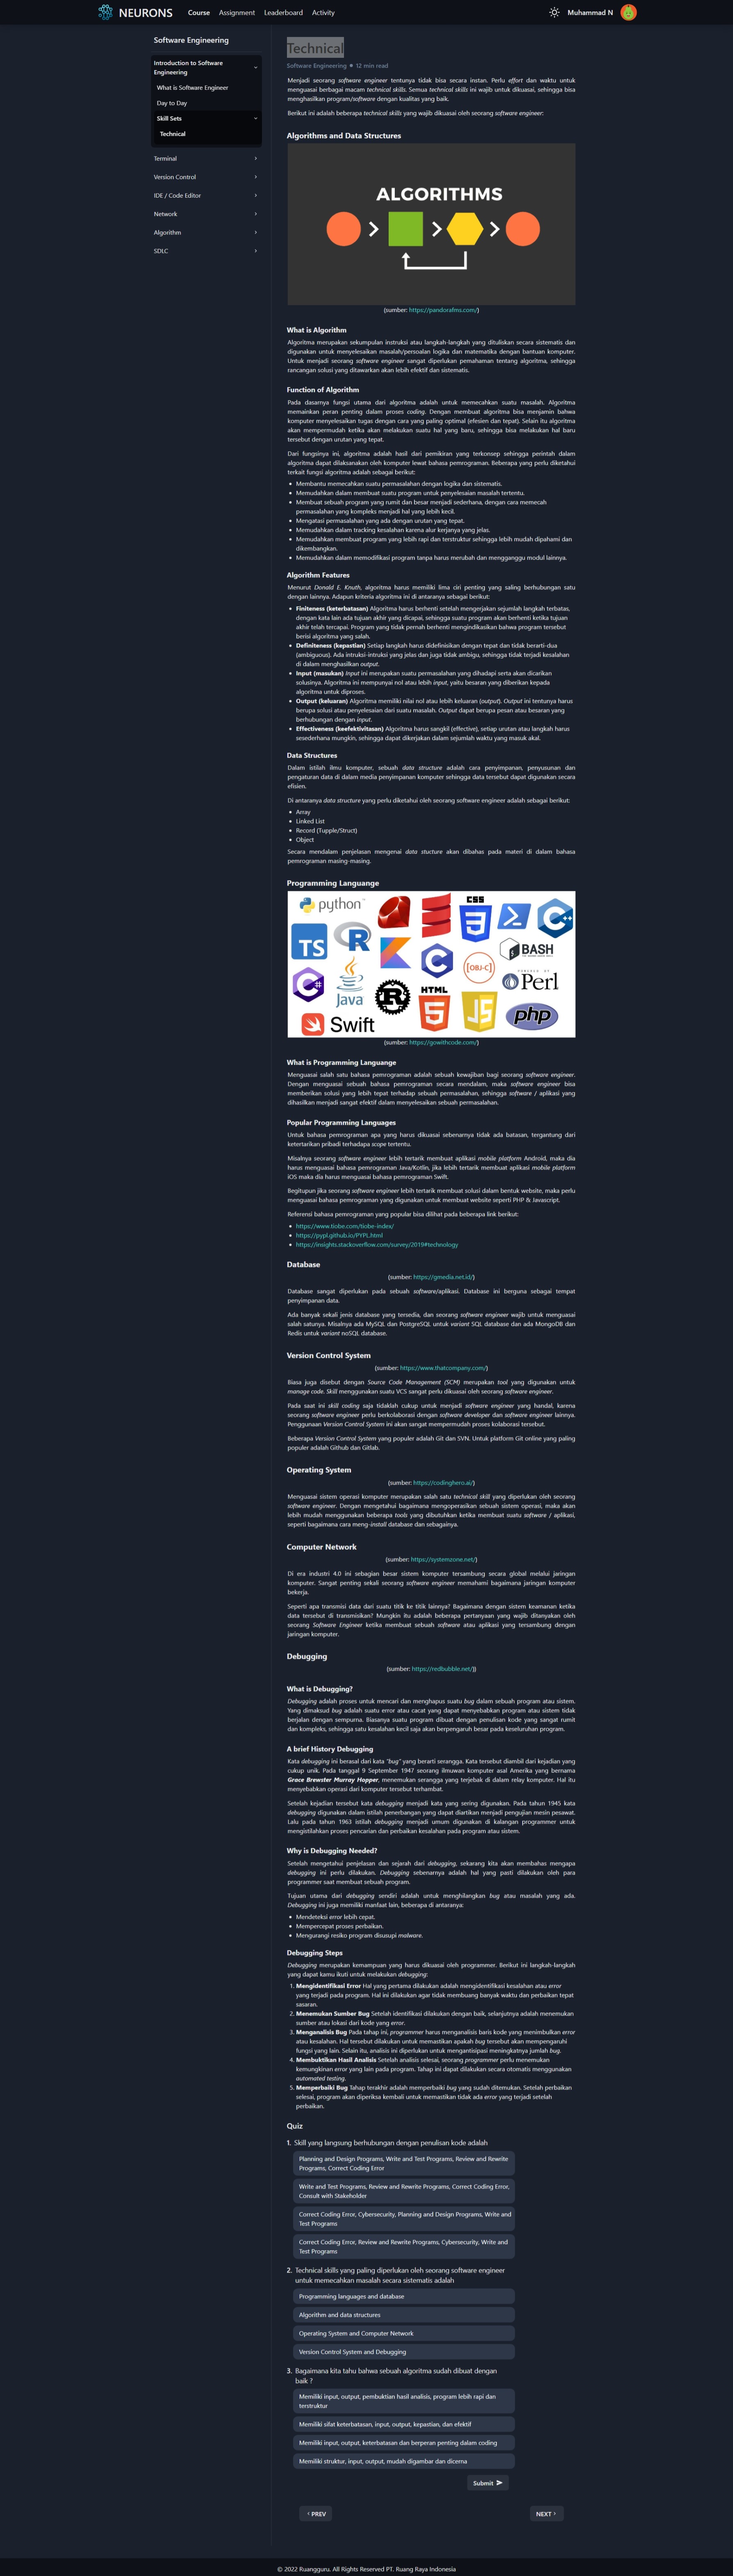 NEURONS
Course
Assignment
Leaderboard
Activity
Muhammad N
Software Engineering
Introduction to Software
Engineering
What is Software Engineer
Day to Day
Skill Sets
Technical
Terminal
Version Control
IDE / Code Editor
Network
Algorithm
SDLC
Technical
Software Engineering • 12 min read
Menjadi seorang software engineer tentunya tidak bisa secara instan. Perlu effort dan waktu untuk
menguasai berbagai macam technical skills. Semua technical skills ini wajib untuk dikuasai, sehingga bisa
menghasilkan program/software dengan kualitas yang baik.
Berikut ini adalah beberapa technical skills yang wajib dikuasai oleh seorang software engineer:
Algorithms and Data Structures
ALGORITHMS
(sumber: https://pandorafms.com/)
What is Algorithm
Algoritma merupakan sekumpulan instruksi atau langkah-langkah yang dituliskan secara sistematis dan
digunakan untuk menyelesaikan masalah/persoalan logika dan matematika dengan bantuan komputer.
Untuk menjadi seorang software engineer sangat diperlukan pemahaman tentang algoritma, sehingga
rancangan solusi yang ditawarkan akan lebih efektif dan sistematis.
Function of Algorithm
Pada dasarnya fungsi utama dari algoritma adalah untuk memecahkan suatu masalah. Algoritma
memainkan peran penting dalam proses coding. Dengan membuat algoritma bisa menjamin bahwa
komputer menyelesaikan tugas dengan cara yang paling optimal (efesien dan tepat). Selain itu algoritma
akan mempermudah ketika akan melakukan suatu hal yang baru, sehingga bisa melakukan hal baru
tersebut dengan urutan yang tepat.
Dari fungsinya ini, algoritma adalah hasil dari pemikiran yang terkonsep sehingga perintah dalam
algoritma dapat dilaksanakan oleh komputer lewat bahasa pemrograman. Beberapa yang perlu diketahui
terkait fungsi algoritma adalah sebagai berikut:
• Membantu memecahkan suatu permasalahan dengan logika dan sistematis.
• Memudahkan dalam membuat suatu program untuk penyelesaian masalah tertentu.
• Membuat sebuah program yang rumit dan besar menjadi sederhana, dengan cara memecah
permasalahan yang kompleks menjadi hal yang lebih kecil.
• Mengatasi permasalahan yang ada dengan urutan yang tepat.
• Memudahkan dalam tracking kesalahan karena alur kerjanya yang jelas.
• Memudahkan membuat program yang lebih rapi dan terstruktur sehingga lebih mudah dipahami dan
dikembangkan.
• Memudahkan dalam memodifikasi program tanpa harus merubah dan mengganggu modul lainnya.
Algorithm Features
Menurut Donald E. Knuth, algoritma harus memiliki lima ciri penting yang saling berhubungan satu
dengan lainnya. Adapun kriteria algoritma ini di antaranya sebagai berikut:
• Finiteness (keterbatasan) Algoritma harus berhenti setelah mengerjakan sejumlah langkah terbatas,
dengan kata lain ada tujuan akhir yang dicapai, sehingga suatu program akan berhenti ketika tujuan
akhir telah tercapai. Program yang tidak pernah berhenti mengindikasikan bahwa program tersebut
berisi algoritma yang salah.
• Definiteness (kepastian) Setiap langkah harus didefinisikan dengan tepat dan tidak berarti-dua
(ambiguous). Ada intruksi-intruksi yang jelas dan juga tidak ambigu, sehingga tidak terjadi kesalahan
di dalam menghasilkan output.
• Input (masukan) Input ini merupakan suatu permasalahan yang dihadapi serta akan dicarikan
solusinya. Algoritma ini mempunyai nol atau lebih input, yaitu besaran yang diberikan kepada
algoritma untuk diproses.
• Output (keluaran) Algoritma memiliki nilai nol atau lebih keluaran (output). Output ini tentunya harus
berupa solusi atau penyelesaian dari suatu masalah. Output dapat berupa pesan atau besaran yang
berhubungan dengan input.
• Effectiveness (keefektivitasan) Algoritma harus sangkil (effective), setiap urutan atau langkah harus
sesederhana mungkin, sehingga dapat dikerjakan dalam sejumlah waktu yang masuk akal.
Data Structures
Dalam istilah ilmu komputer, sebuah data structure adalah cara penyimpanan, penyusunan dan
pengaturan data di dalam media penyimpanan komputer sehingga data tersebut dapat digunakan secara
efisien.
Di antaranya data structure yang perlu diketahui oleh seorang software engineer adalah sebagai berikut:
• Array
• Linked List
• Record (Tupple/Struct)
• Object
Secara mendalam penjelasan mengenai data stucture akan dibahas pada materi di dalam bahasa
pemrograman masing-masing.
Programming Languange
python
CSS
C++
TS
R
BASH
C
[OBJ-C]
POWERED BY
Perl
C#
Java
HTML
JS
php
Swift
(sumber: https://gowithcode.com/)
What is Programming Languange
Menguasai salah satu bahasa pemrograman adalah sebuah kewajiban bagi seorang software engineer.
Dengan menguasai sebuah bahasa pemrograman secara mendalam, maka software engineer bisa
memberikan solusi yang lebih tepat terhadap sebuah permasalahan, sehingga software / aplikasi yang
dihasilkan menjadi sangat efektif dalam menyelesaikan sebuah permasalahan.
Popular Programming Languages
Untuk bahasa pemrograman apa yang harus dikuasai sebenarnya tidak ada batasan, tergantung dari
ketertarikan pribadi terhadapa scope tertentu.
Misalnya seorang software engineer lebih tertarik membuat aplikasi mobile platform Android, maka dia
harus menguasai bahasa pemrograman Java/Kotlin, jika lebih tertarik membuat aplikasi mobile platform
iOS maka dia harus menguasai bahasa pemrograman Swift.
Begitupun jika seorang software engineer lebih tertarik membuat solusi dalam bentuk website, maka perlu
menguasai bahasa pemrograman yang digunakan untuk membuat website seperti PHP & Javascript.
Referensi bahasa pemrograman yang popular bisa dilihat pada beberapa link berikut:
• https://www.tiobe.com/tiobe-index/
• https://pypl.github.io/PYPL.html
• https://insights.stackoverflow.com/survey/2019#technology
Database
(sumber: https://gmedia.net.id/)
Database sangat diperlukan pada sebuah software/aplikasi. Database ini berguna sebagai tempat
penyimpanan data.
Ada banyak sekali jenis database yang tersedia, dan seorang software engineer wajib untuk menguasai
salah satunya. Misalnya ada MySQL dan PostgreSQL untuk variant SQL database dan ada MongoDB dan
Redis untuk variant noSQL database.
Version Control System
(sumber: https://www.thatcompany.com/)
Biasa juga disebut dengan Source Code Management (SCM) merupakan tool yang digunakan untuk
manage code. Skill menggunakan suatu VCS sangat perlu dikuasai oleh seorang software engineer.
Pada saat ini skill coding saja tidaklah cukup untuk menjadi software engineer yang handal, karena
seorang software engineer perlu berkolaborasi dengan software developer dan software engineer lainnya.
Penggunaan Version Control System ini akan sangat mempermudah proses kolaborasi tersebut.
Beberapa Version Control System yang populer adalah Git dan SVN. Untuk platform Git online yang paling
populer adalah Github dan Gitlab.
Operating System
(sumber: https://codinghero.ai/)
Menguasai sistem operasi komputer merupakan salah satu technical skill yang diperlukan oleh seorang
software engineer. Dengan mengetahui bagaimana mengoperasikan sebuah sistem operasi, maka akan
lebih mudah menggunakan beberapa tools yang dibutuhkan ketika membuat suatu software / aplikasi,
seperti bagaimana cara meng-install database dan sebagainya.
Computer Network
(sumber: https://systemzone.net/)
Di era industri 4.0 ini sebagian besar sistem komputer tersambung secara global melalui jaringan
komputer. Sangat penting sekali seorang software engineer memahami bagaimana jaringan komputer
bekerja.
Seperti apa transmisi data dari suatu titik ke titik lainnya? Bagaimana dengan sistem keamanan ketika
data tersebut di transmisikan? Mungkin itu adalah beberapa pertanyaan yang wajib ditanyakan oleh
seorang Software Engineer ketika membuat sebuah software atau aplikasi yang tersambung dengan
jaringan komputer.
Debugging
(sumber: https://redbubble.net/))
What is Debugging?
Debugging adalah proses untuk mencari dan menghapus suatu bug dalam sebuah program atau sistem.
Yang dimaksud bug adalah suatu error atau cacat yang dapat menyebabkan program atau sistem tidak
berjalan dengan sempurna. Biasanya suatu program dibuat dengan penulisan kode yang sangat rumit
dan kompleks, sehingga satu kesalahan kecil saja akan berpengaruh besar pada keseluruhan program.
A brief History Debugging
Kata debugging ini berasal dari kata "bug" yang berarti serangga. Kata tersebut diambil dari kejadian yang
cukup unik. Pada tanggal 9 September 1947 seorang ilmuwan komputer asal Amerika yang bernama
Grace Brewster Murray Hopper, menemukan serangga yang terjebak di dalam relay komputer. Hal itu
menyebabkan operasi dari komputer tersebut terhambat.
Setelah kejadian tersebut kata debugging menjadi kata yang sering digunakan. Pada tahun 1945 kata
debugging digunakan dalam istilah penerbangan yang dapat diartikan menjadi pengujian mesin pesawat.
Lalu pada tahun 1963 istilah debugging menjadi umum digunakan di kalangan programmer untuk
mengistilahkan proses pencarian dan perbaikan kesalahan pada program atau sistem.
Why is Debugging Needed?
Setelah mengetahui penjelasan dan sejarah dari debugging, sekarang kita akan membahas mengapa
debugging ini perlu dilakukan. Debugging sebenarnya adalah hal yang pasti dilakukan oleh para
programmer saat membuat sebuah program.
Tujuan utama dari debugging sendiri adalah untuk menghilangkan bug atau masalah yang ada.
Debugging ini juga memiliki manfaat lain, beberapa di antaranya:
• Mendeteksi error lebih cepat.
• Mempercepat proses perbaikan.
• Mengurangi resiko program disusupi malware.
Debugging Steps
Debugging merupakan kemampuan yang harus dikuasai oleh programmer. Berikut ini langkah-langkah
yang dapat kamu ikuti untuk melakukan debugging:
1. Mengidentifikasi Error Hal yang pertama dilakukan adalah mengidentifikasi kesalahan atau error
yang terjadi pada program. Hal ini dilakukan agar tidak membuang banyak waktu dan perbaikan tepat
sasaran.
2. Menemukan Sumber Bug Setelah identifikasi dilakukan dengan baik, selanjutnya adalah menemukan
sumber atau lokasi dari kode yang error.
3. Menganalisis Bug Pada tahap ini, programmer harus menganalisis baris kode yang menimbulkan error
atau kesalahan. Hal tersebut dilakukan untuk memastikan apakah bug tersebut akan mempengaruhi
fungsi yang lain. Selain itu, analisis ini diperlukan untuk mengantisipasi meningkatnya jumlah bug.
4. Membuktikan Hasil Analisis Setelah analisis selesai, seorang programmer perlu menemukan
kemungkinan error yang lain pada program. Tahap ini dapat dilakukan secara otomatis menggunakan
automated testing.
5. Memperbaiki Bug Tahap terakhir adalah memperbaiki bug yang sudah ditemukan. Setelah perbaikan
selesai, program akan diperiksa kembali untuk memastikan tidak ada error yang terjadi setelah
perbaikan.
Quiz
1. Skill yang langsung berhubungan dengan penulisan kode adalah
Planning and Design Programs, Write and Test Programs, Review and Rewrite
Programs, Correct Coding Error
Write and Test Programs, Review and Rewrite Programs, Correct Coding Error,
Consult with Stakeholder
Correct Coding Error, Cybersecurity, Planning and Design Programs, Write and
Test Programs
Correct Coding Error, Review and Rewrite Programs, Cybersecurity, Write and
Test Programs
2. Technical skills yang paling diperlukan oleh seorang software engineer
untuk memecahkan masalah secara sistematis adalah
Programming languages and database
Algorithm and data structures
Operating System and Computer Network
Version Control System and Debugging
3. Bagaimana kita tahu bahwa sebuah algoritma sudah dibuat dengan
baik ?
Memiliki input, output, pembuktian hasil analisis, program lebih rapi dan
terstruktur
Memiliki sifat keterbatasan, input, output, kepastian, dan efektif
Memiliki input, output, keterbatasan dan berperan penting dalam coding
Memiliki struktur, input, output, mudah digambar dan dicerna
Submit
PREV
NEXT
© 2022 Ruangguru. All Rights Reserved PT. Ruang Raya Indonesia